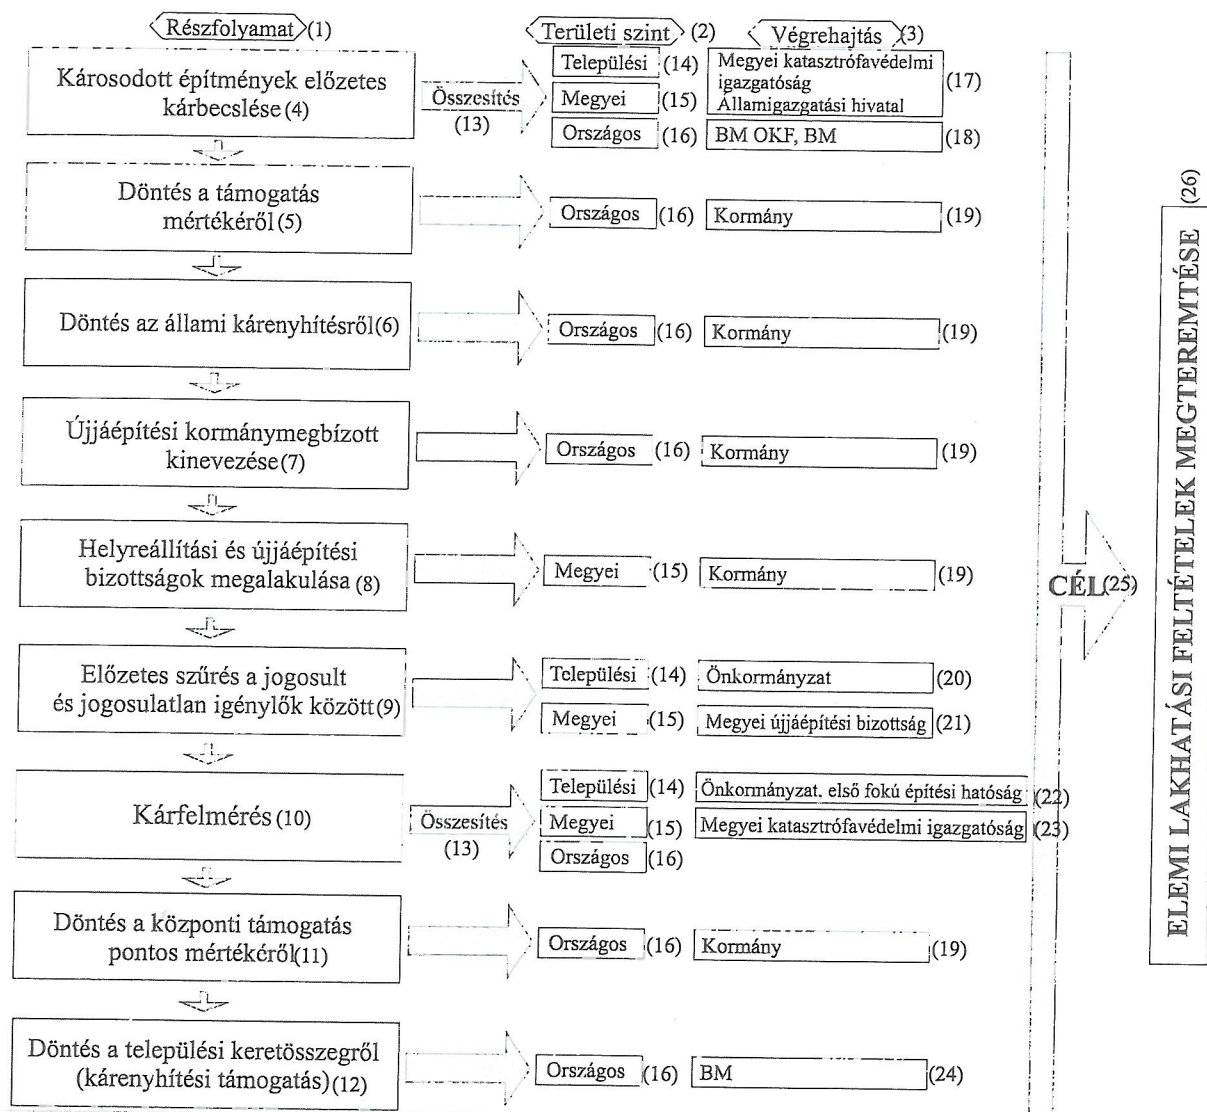 Részfolyamat (1)
Területi szint (2)
Végrehajtás (3)
Károsodott építmények előzetes
kárbecslése (4)
Összesítés
(13)
Települési (14)
Megyei (15)
Országos (16)
Megyei katasztrófavédelmi
igazgatóság
Államigazgatási hivatal
(17)
BM OKF, BM (18)
Döntés a támogatás
mértékéről (5)
Országos (16)
Kormány (19)
Döntés az állami kárenyhítésről (6)
Országos (16)
Kormány (19)
Újjáépítési kormánymegbízott
kinevezése (7)
Országos (16)
Kormány (19)
Helyreállítási és újjáépítési
bizottságok megalakulása (8)
Megyei (15)
Kormány (19)
Előzetes szűrés a jogosult
és jogosulatlan igénylők között (9)
Települési (14)
Önkormányzat (20)
Megyei (15)
Megyei újjáépítési bizottság (21)
Kárfelmérés (10)
Összesítés
(13)
Települési (14)
Önkormányzat. első fokú építési hatóság (22)
Megyei (15)
Megyei katasztrófavédelmi igazgatóság (23)
Országos (16)
Döntés a központi támogatás
pontos mértékéről (11)
Országos (16)
Kormány (19)
Döntés a települési keretösszegről
(kárenyhítési támogatás) (12)
Országos (16)
BM (24)
CÉL (25)
ELEMI LAKHATÁSI FELTÉTELEK MEGTEREMTÉSE (26)